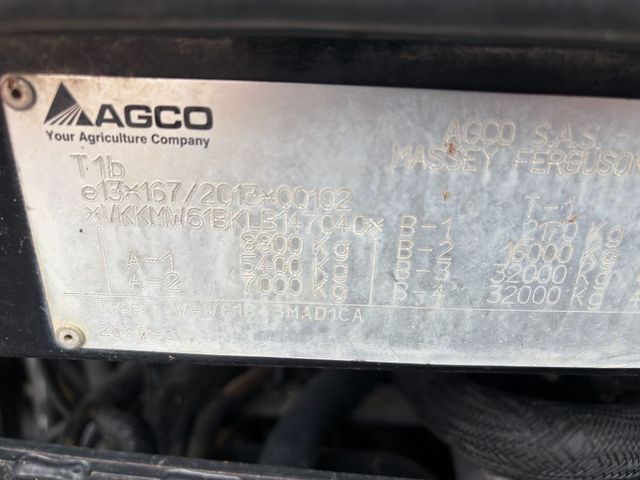 AGCO
Your Agriculture Company
AGCO S.A.S.
MASSEY FERGUSON
T1b
e13*167/2013*00102
*VKKMW61BKLB147040*
8800 Kg
A-1 5400 Kg
A-2 7000 Kg
T-1
B-1 2170 Kg
B-2 16000 Kg
B-3 32000 Kg
B-4 32000 Kg